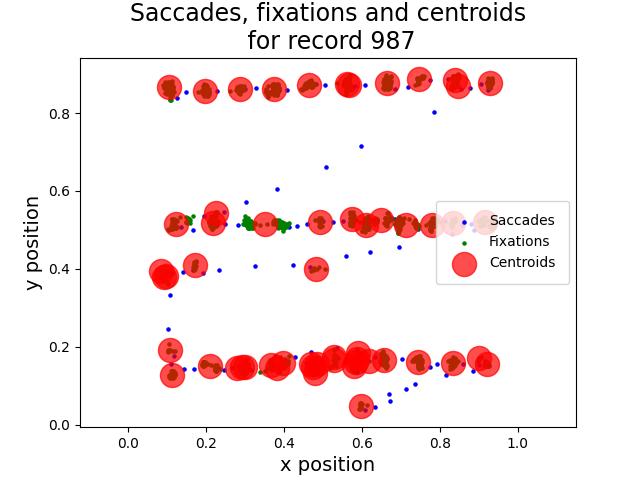 Saccades, fixations and centroids
for record 987
y position
0.8
0.6
0.4
0.2
0.0
Saccades
Fixations
Centroids
0.0 0.2 0.4 0.6 0.8 1.0
x position